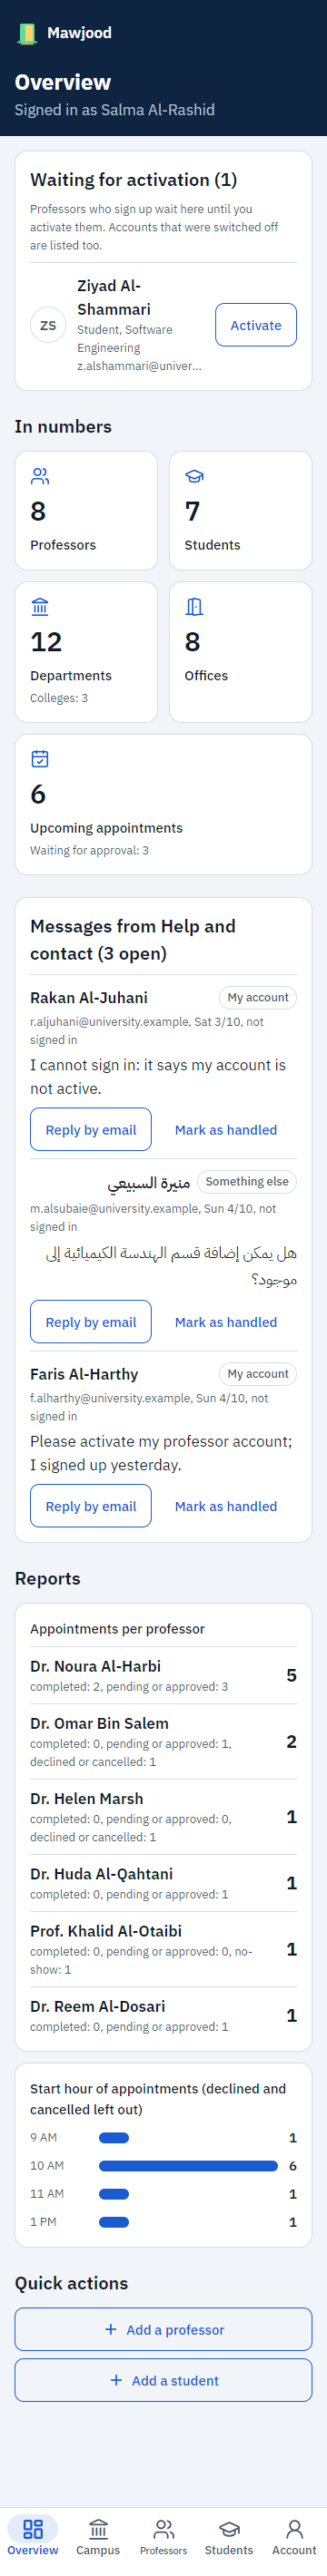 Mawjood
Overview
Signed in as Salma Al-Rashid
Waiting for activation (1)
Professors who sign up wait here until you
activate them. Accounts that were switched off
are listed too.
ZS
Ziyad Al-
Shammari
Student, Software
Engineering
z.alshammari@univer...
Activate
In numbers
8
Professors
7
Students
12
Departments
Colleges: 3
8
Offices
6
Upcoming appointments
Waiting for approval: 3
Messages from Help and
contact (3 open)
Rakan Al-Juhani
My account
r.aljuhani@university.example, Sat 3/10, not
signed in
I cannot sign in: it says my account is
not active.
Reply by email
Mark as handled
منيرة السبيعي
Something else
m.alsubaie@university.example, Sun 4/10, not
signed in
هل يمكن إضافة قسم الهندسة الكيميائية إلى
موجود؟
Reply by email
Mark as handled
Faris Al-Harthy
My account
f.alharthy@university.example, Sun 4/10, not
signed in
Please activate my professor account;
I signed up yesterday.
Reply by email
Mark as handled
Reports
Appointments per professor
Dr. Noura Al-Harbi
completed: 2, pending or approved: 3
5
Dr. Omar Bin Salem
completed: 0, pending or approved: 1,
declined or cancelled: 1
2
Dr. Helen Marsh
completed: 0, pending or approved: 0,
declined or cancelled: 1
1
Dr. Huda Al-Qahtani
completed: 0, pending or approved: 1
1
Prof. Khalid Al-Otaibi
completed: 0, pending or approved: 0, no-
show: 1
1
Dr. Reem Al-Dosari
completed: 0, pending or approved: 1
1
Start hour of appointments (declined and
cancelled left out)
9 AM 1
10 AM 6
11 AM 1
1 PM 1
Quick actions
+ Add a professor
+ Add a student
Overview
Campus
Professors
Students
Account